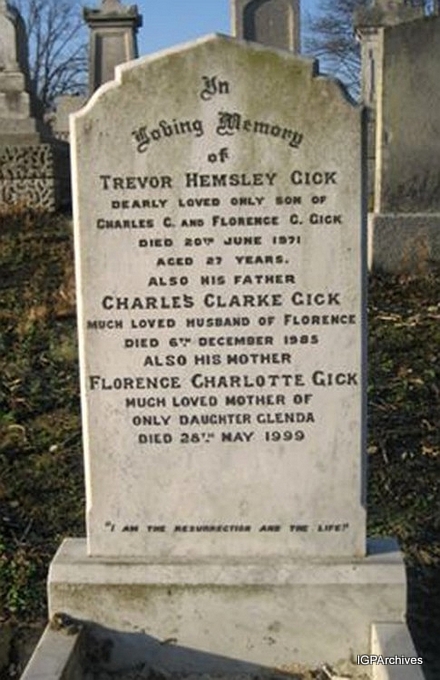 In
Loving Memory
of
TREVOR HEMSLEY GICK
DEARLY LOVED ONLY SON OF
CHARLES C. AND FLORENCE C. GICK
DIED 20TH JUNE 1971
AGED 27 YEARS.
ALSO HIS FATHER
CHARLES CLARKE GICK
MUCH LOVED HUSBAND OF FLORENCE
DIED 6TH DECEMBER 1985
ALSO HIS MOTHER
FLORENCE CHARLOTTE GICK
MUCH LOVED MOTHER OF
ONLY DAUGHTER GLENDA
DIED 28TH MAY 1999
"I AM THE RESURRECTION AND THE LIFE!"
IGPArchives